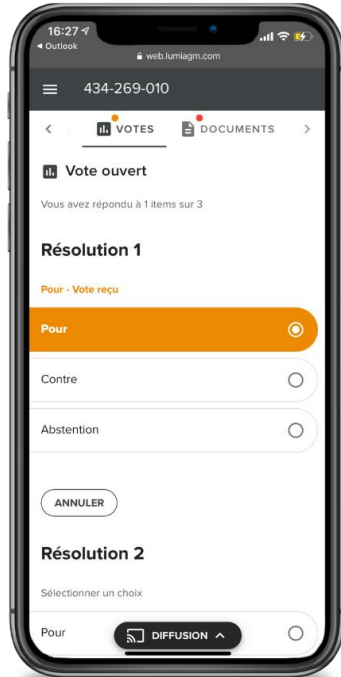 16:27
◄ Outlook
web.lumiagm.com
434-269-010
VOTES
DOCUMENTS
Vote ouvert
Vous avez répondu à 1 items sur 3
Résolution 1
Pour - Vote reçu
Pour
Contre
Abstention
ANNULER
Résolution 2
Sélectionner un choix
Pour
DIFFUSION